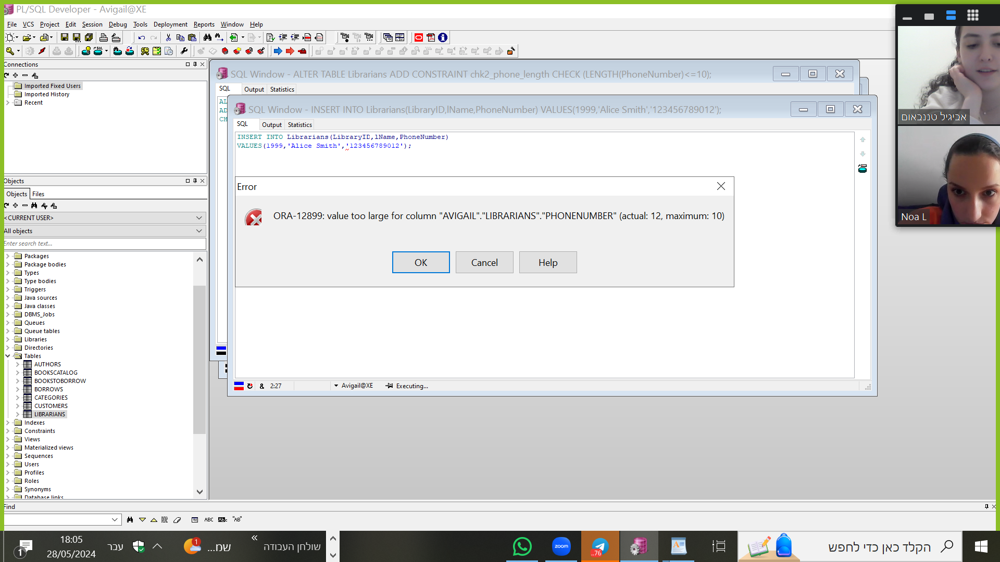 PL/SQL Developer - Avigail@XE
File VCS Project Edit Session Debug Tools Deployment Reports Window Help
Connections
Imported Fixed Users
Imported History
Recent
Objects
Objects Files
<CURRENT USER>
All objects
Enter search text...
Packages
Package bodies
Types
Type bodies
Triggers
Java sources
Java classes
DBMS_Jobs
Queues
Queue tables
Libraries
Directories
Tables
AUTHORS
BOOKSCATALOG
BOOKSTOBORROW
BORROWS
CATEGORIES
CUSTOMERS
LIBRARIANS
Indexes
Constraints
Views
Materialized views
Sequences
Users
Profiles
Roles
Synonyms
Database links
SQL Window - ALTER TABLE Librarians ADD CONSTRAINT chk2_phone_length CHECK (LENGTH(PhoneNumber)<=10);
SQL Output Statistics
AL
AD
CH
SQL Window - INSERT INTO Librarians(LibraryID,lName,PhoneNumber) VALUES(1999,'Alice Smith','123456789012');
SQL Output Statistics
INSERT INTO Librarians(LibraryID,lName,PhoneNumber)
VALUES(1999,'Alice Smith','123456789012');
Error
ORA-12899: value too large for column "AVIGAIL"."LIBRARIANS"."PHONENUMBER" (actual: 12, maximum: 10)
OK Cancel Help
& 2:27 Avigail@XE Executing...
אביגיל טננבאום
Noa L
Find
ABC "AB"
1
18:05
28/05/2024
עבר
1
שמ...
שולחן העבודה
zoom
..76
הקלד כאן כדי לחפש